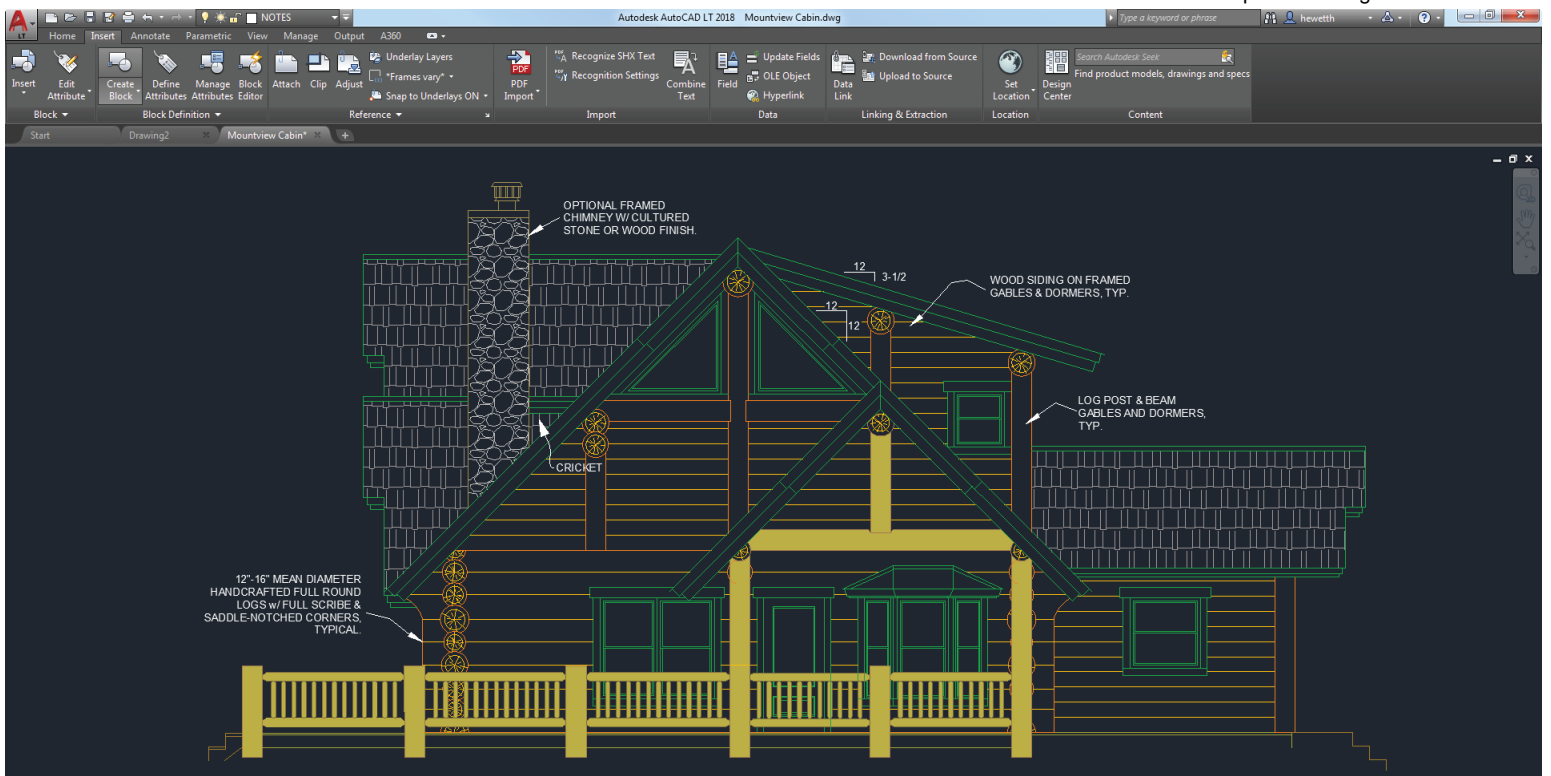 NOTES
Autodesk AutoCAD LT 2018 Mountview Cabin.dwg
Type a keyword or phrase
hewetth
LT
Home Insert Annotate Parametric View Manage Output A360
Insert
Edit
Attribute
Create
Block
Define
Attributes
Manage
Attributes
Block
Editor
Attach
Clip
Adjust
Underlay Layers
*Frames vary*
Snap to Underlays ON
PDF
PDF
Import
PDF
Recognize SHX Text
PDF
Recognition Settings
Combine
Text
Field
Update Fields
OLE Object
Hyperlink
Data
Link
Download from Source
Upload to Source
Set
Location
Design
Center
Search Autodesk Seek
Find product models, drawings and specs
Block
Block Definition
Reference
Import
Data
Linking & Extraction
Location
Content
Start
Drawing2
Mountview Cabin*
OPTIONAL FRAMED
CHIMNEY W/ CULTURED
STONE OR WOOD FINISH.
12
3-1/2
12
12
WOOD SIDING ON FRAMED
GABLES & DORMERS, TYP.
LOG POST & BEAM
GABLES AND DORMERS,
TYP.
CRICKET
12"-16" MEAN DIAMETER
HANDCRAFTED FULL ROUND
LOGS w/ FULL SCRIBE &
SADDLE-NOTCHED CORNERS,
TYPICAL.